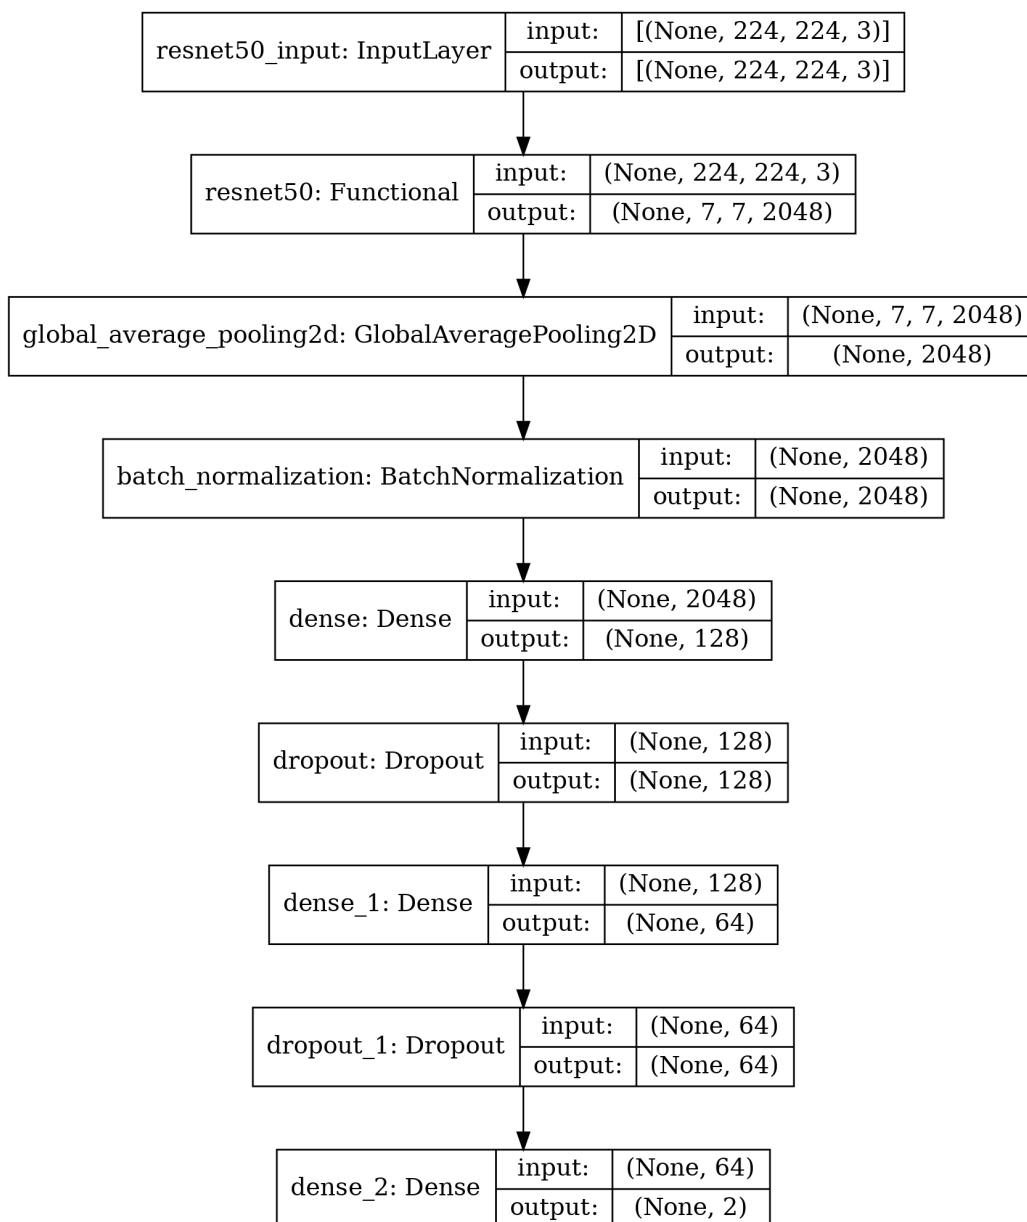 resnet50_input: InputLayer
input: [(None, 224, 224, 3)]
output: [(None, 224, 224, 3)]
resnet50: Functional
input: (None, 224, 224, 3)
output: (None, 7, 7, 2048)
global_average_pooling2d: GlobalAveragePooling2D
input: (None, 7, 7, 2048)
output: (None, 2048)
batch_normalization: BatchNormalization
input: (None, 2048)
output: (None, 2048)
dense: Dense
input: (None, 2048)
output: (None, 128)
dropout: Dropout
input: (None, 128)
output: (None, 128)
dense_1: Dense
input: (None, 128)
output: (None, 64)
dropout_1: Dropout
input: (None, 64)
output: (None, 64)
dense_2: Dense
input: (None, 64)
output: (None, 2)